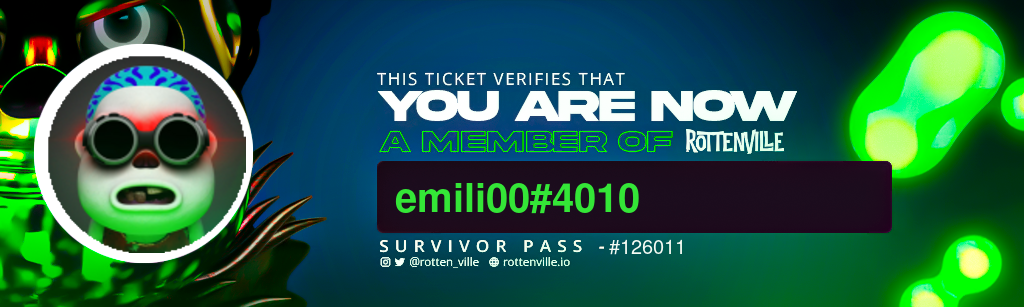 THIS TICKET VERIFIES THAT
YOU ARE NOW
A MEMBER OF ROTTENVILLE
emili00#4010
SURVIVOR PASS - #126011
@rotten_ville rottenville.io